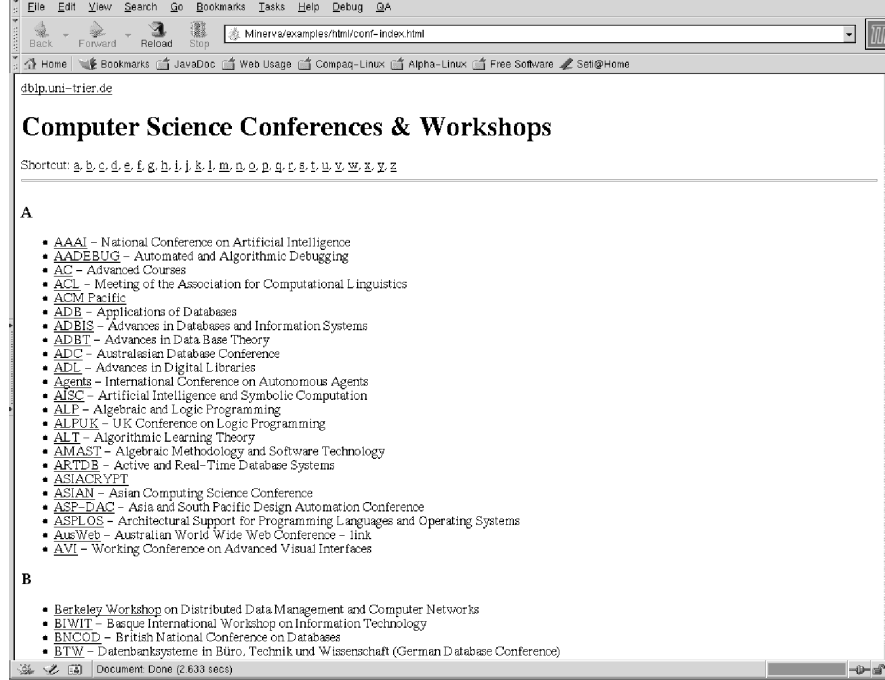 File Edit View Search Go Bookmarks Tasks Help Debug QA
Back Forward Reload Stop Minerva/examples/html/conf-index.html
Home Bookmarks JavaDoc Web Usage Compaq-Linux Alpha-Linux Free Software Seti@Home
dblp.uni-trier.de
Computer Science Conferences & Workshops
Shortcut: a, b, c, d, e, f, g, h, i, j, k, l, m, n, o, p, q, r, s, t, u, v, w, x, y, z
A
• AAAI – National Conference on Artificial Intelligence
• AADEBUG – Automated and Algorithmic Debugging
• AC – Advanced Courses
• ACL – Meeting of the Association for Computational Linguistics
• ACM Pacific
• ADB – Applications of Databases
• ADBIS – Advances in Databases and Information Systems
• ADBT – Advances in Data Base Theory
• ADC – Australasian Database Conference
• ADL – Advances in Digital Libraries
• Agents – International Conference on Autonomous Agents
• AISC – Artificial Intelligence and Symbolic Computation
• ALP – Algebraic and Logic Programming
• ALPUK – UK Conference on Logic Programming
• ALT – Algorithmic Learning Theory
• AMAST – Algebraic Methodology and Software Technology
• ARTDB – Active and Real-Time Database Systems
• ASIACRYPT
• ASIAN – Asian Computing Science Conference
• ASP-DAC – Asia and South Pacific Design Automation Conference
• ASPLOS – Architectural Support for Programming Languages and Operating Systems
• AusWeb – Australian World Wide Web Conference – link
• AVI – Working Conference on Advanced Visual Interfaces
B
• Berkeley Workshop on Distributed Data Management and Computer Networks
• BIWIT – Basque International Workshop on Information Technology
• BNCOD – British National Conference on Databases
• BTW – Datenbanksysteme in Büro, Technik und Wissenschaft (German Database Conference)
Document: Done (2.633 secs)